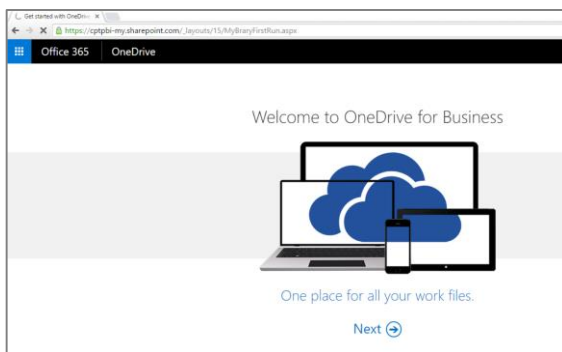 Get started with OneDriv
https://cptpbi-my.sharepoint.com/_layouts/15/MyBraryFirstRun.aspx
Office 365 OneDrive
Welcome to OneDrive for Business
One place for all your work files.
Next